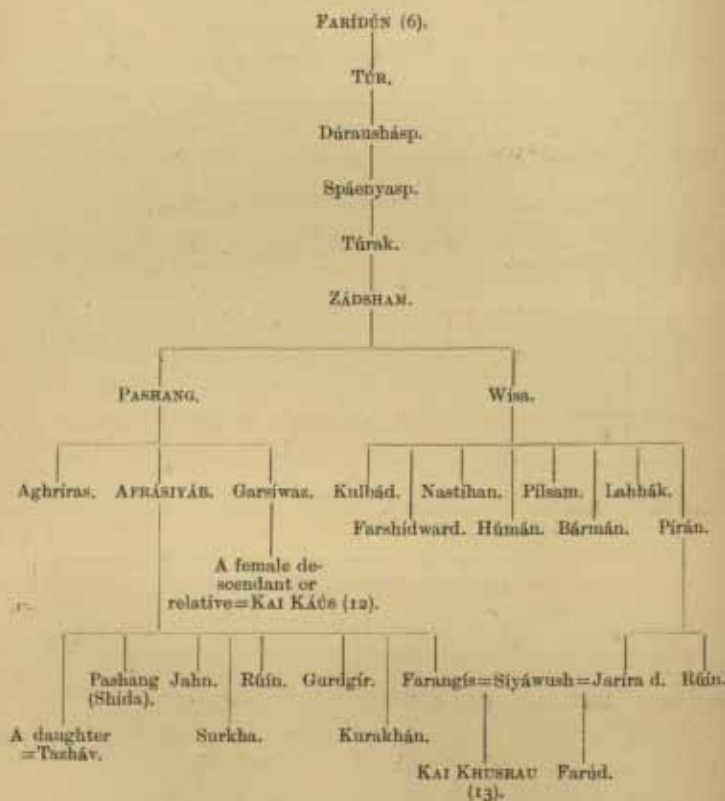 FARÍDÚN (6).
TÚR.
Dúraushásp.
Spáenyasp.
Túrak.
ZÁDSHAM.
PASHANG. Wísa.
Aghríras. AFRÁSIYÁB. Garsíwaz. Kulbád. Nastíhan. Pílsam. Lahhák.
Farshídward. Húmán. Bármán. Pírán.
A female de-
scendant or
relative=KAI KÁÚS (12).
Pashang Jahn. Rúín. Gurdgír. Farangís=Siyáwush=Jaríra d. Rúín.
(Shída).
A daughter Surkha. Kurakhán.
=Tazháv.
KAI KHUSRAU Farúd.
(13).